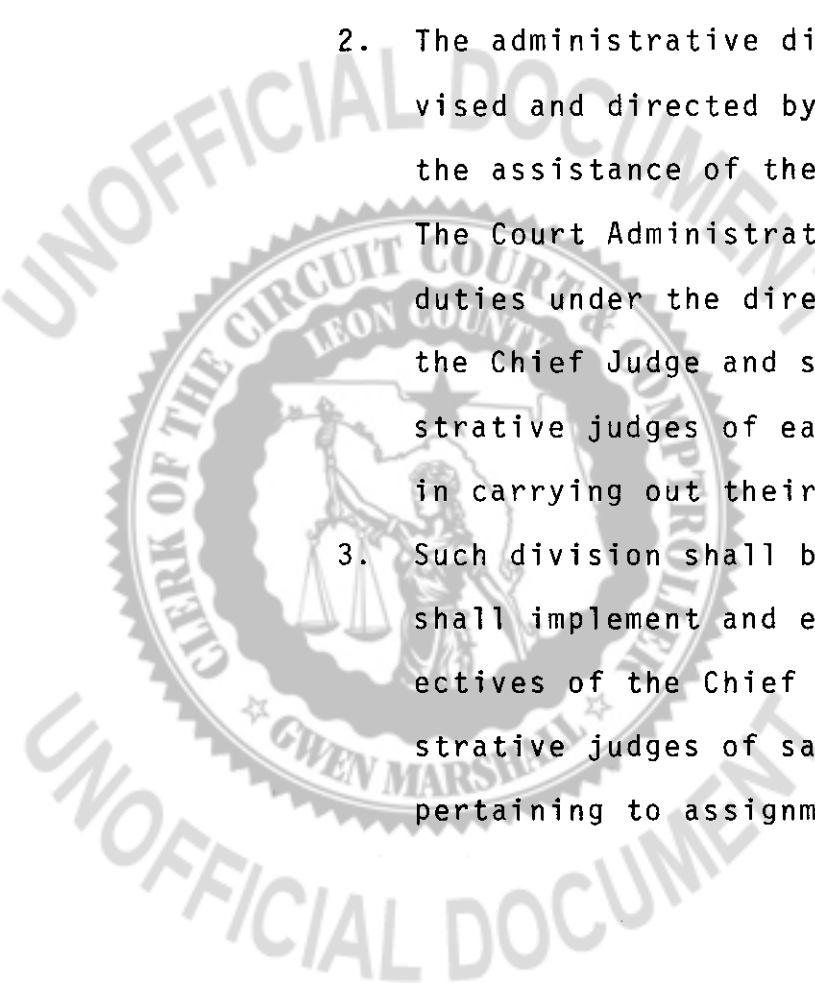 2. The administrative di
vised and directed by
the assistance of the
The Court Administrat
duties under the dire
the Chief Judge and s
strative judges of ea
in carrying out their
3. Such division shall b
shall implement and e
ectives of the Chief
strative judges of sa
pertaining to assignm
UNOFFICIAL DOCUMENT
CLERK OF THE CIRCUIT COURT & COMPTROLLER
LEON COUNTY
GWEN MARSHALL
UNOFFICIAL DOCUMENT